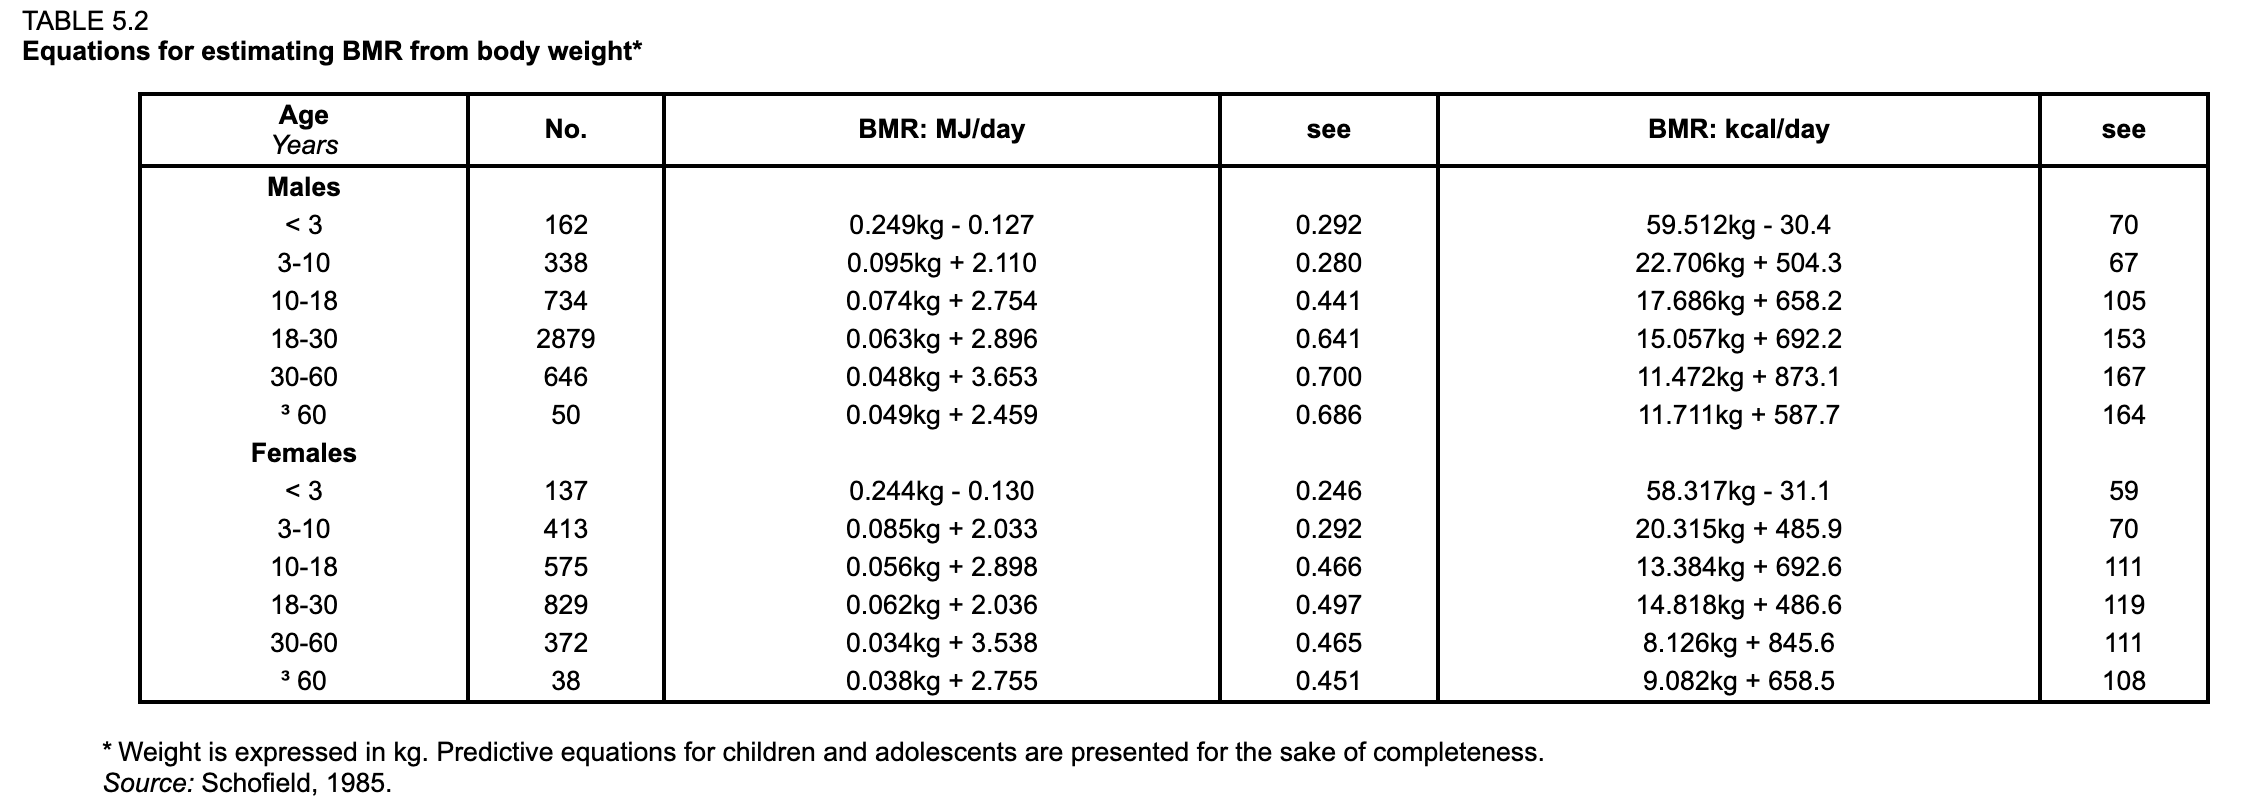 TABLE 5.2
Equations for estimating BMR from body weight*
Age Years No. BMR: MJ/day see BMR: kcal/day see
Males
< 3 162 0.249kg - 0.127 0.292 59.512kg - 30.4 70
3-10 338 0.095kg + 2.110 0.280 22.706kg + 504.3 67
10-18 734 0.074kg + 2.754 0.441 17.686kg + 658.2 105
18-30 2879 0.063kg + 2.896 0.641 15.057kg + 692.2 153
30-60 646 0.048kg + 3.653 0.700 11.472kg + 873.1 167
³ 60 50 0.049kg + 2.459 0.686 11.711kg + 587.7 164
Females
< 3 137 0.244kg - 0.130 0.246 58.317kg - 31.1 59
3-10 413 0.085kg + 2.033 0.292 20.315kg + 485.9 70
10-18 575 0.056kg + 2.898 0.466 13.384kg + 692.6 111
18-30 829 0.062kg + 2.036 0.497 14.818kg + 486.6 119
30-60 372 0.034kg + 3.538 0.465 8.126kg + 845.6 111
³ 60 38 0.038kg + 2.755 0.451 9.082kg + 658.5 108
* Weight is expressed in kg. Predictive equations for children and adolescents are presented for the sake of completeness.
Source: Schofield, 1985.